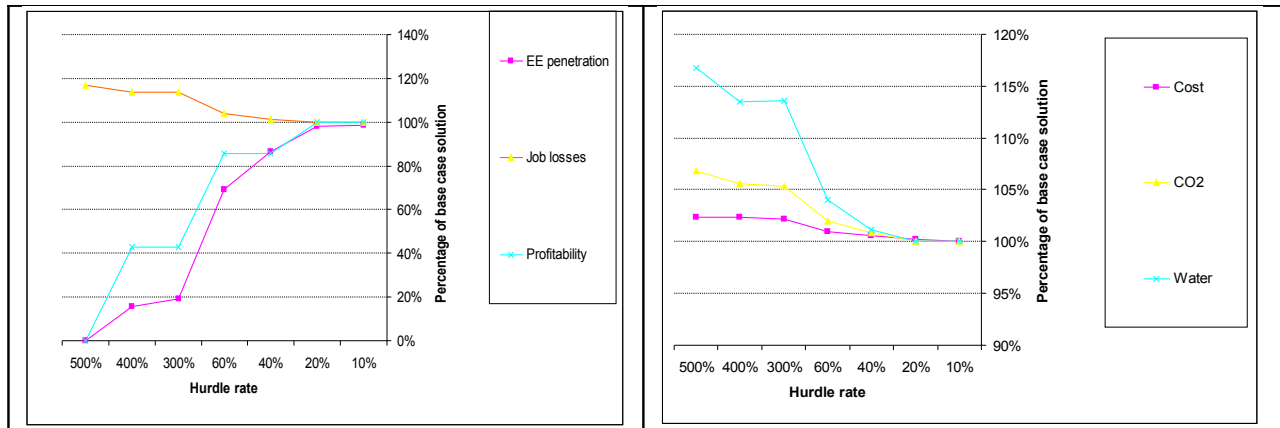 140%
120%
100%
80%
60%
40%
20%
0%
Percentage of base case solution
500% 400% 300% 60% 40% 20% 10%
Hurdle rate
EE penetration
Job losses
Profitability
120%
115%
110%
105%
100%
95%
90%
Percentage of base case solution
500% 400% 300% 60% 40% 20% 10%
Hurdle rate
Cost
CO2
Water